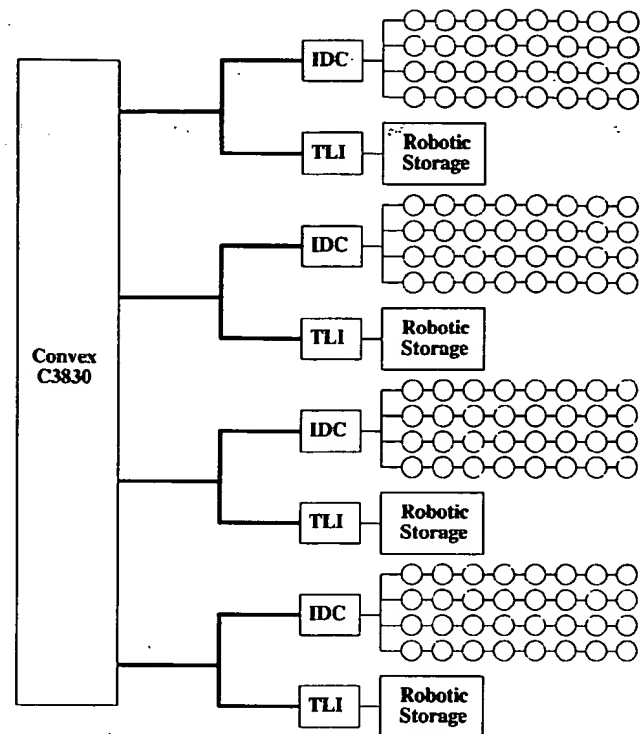 IDC
TLI
Robotic
Storage
IDC
TLI
Robotic
Storage
Convex
C3830
IDC
TLI
Robotic
Storage
IDC
TLI
Robotic
Storage